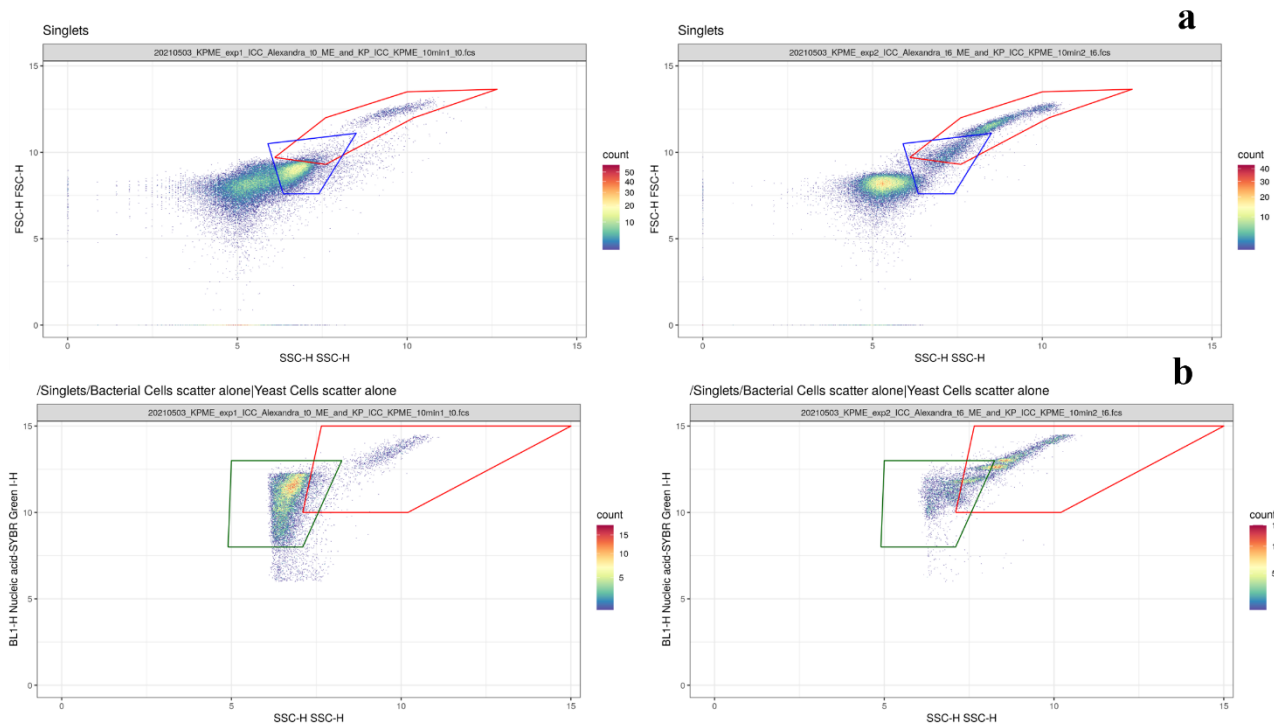 a
Singlets
20210503_KPME_exp1_ICC_Alexandra_t0_ME_and_KP_ICC_KPME_10min1_t0.fcs
15
10
5
0
FSC-H FSC-H
0
5
10
15
SSC-H SSC-H
count
50
40
30
20
10
Singlets
20210503_KPME_exp2_ICC_Alexandra_t6_ME_and_KP_ICC_KPME_10min2_t6.fcs
15
10
5
0
FSC-H FSC-H
0
5
10
15
SSC-H SSC-H
count
40
30
20
10
b
/Singlets/Bacterial Cells scatter alone|Yeast Cells scatter alone
20210503_KPME_exp1_ICC_Alexandra_t0_ME_and_KP_ICC_KPME_10min1_t0.fcs
15
10
5
0
BL1-H Nucleic acid-SYBR Green I-H
0
5
10
15
SSC-H SSC-H
count
15
10
5
/Singlets/Bacterial Cells scatter alone|Yeast Cells scatter alone
20210503_KPME_exp2_ICC_Alexandra_t6_ME_and_KP_ICC_KPME_10min2_t6.fcs
15
10
5
0
BL1-H Nucleic acid-SYBR Green I-H
0
5
10
15
SSC-H SSC-H
count
5